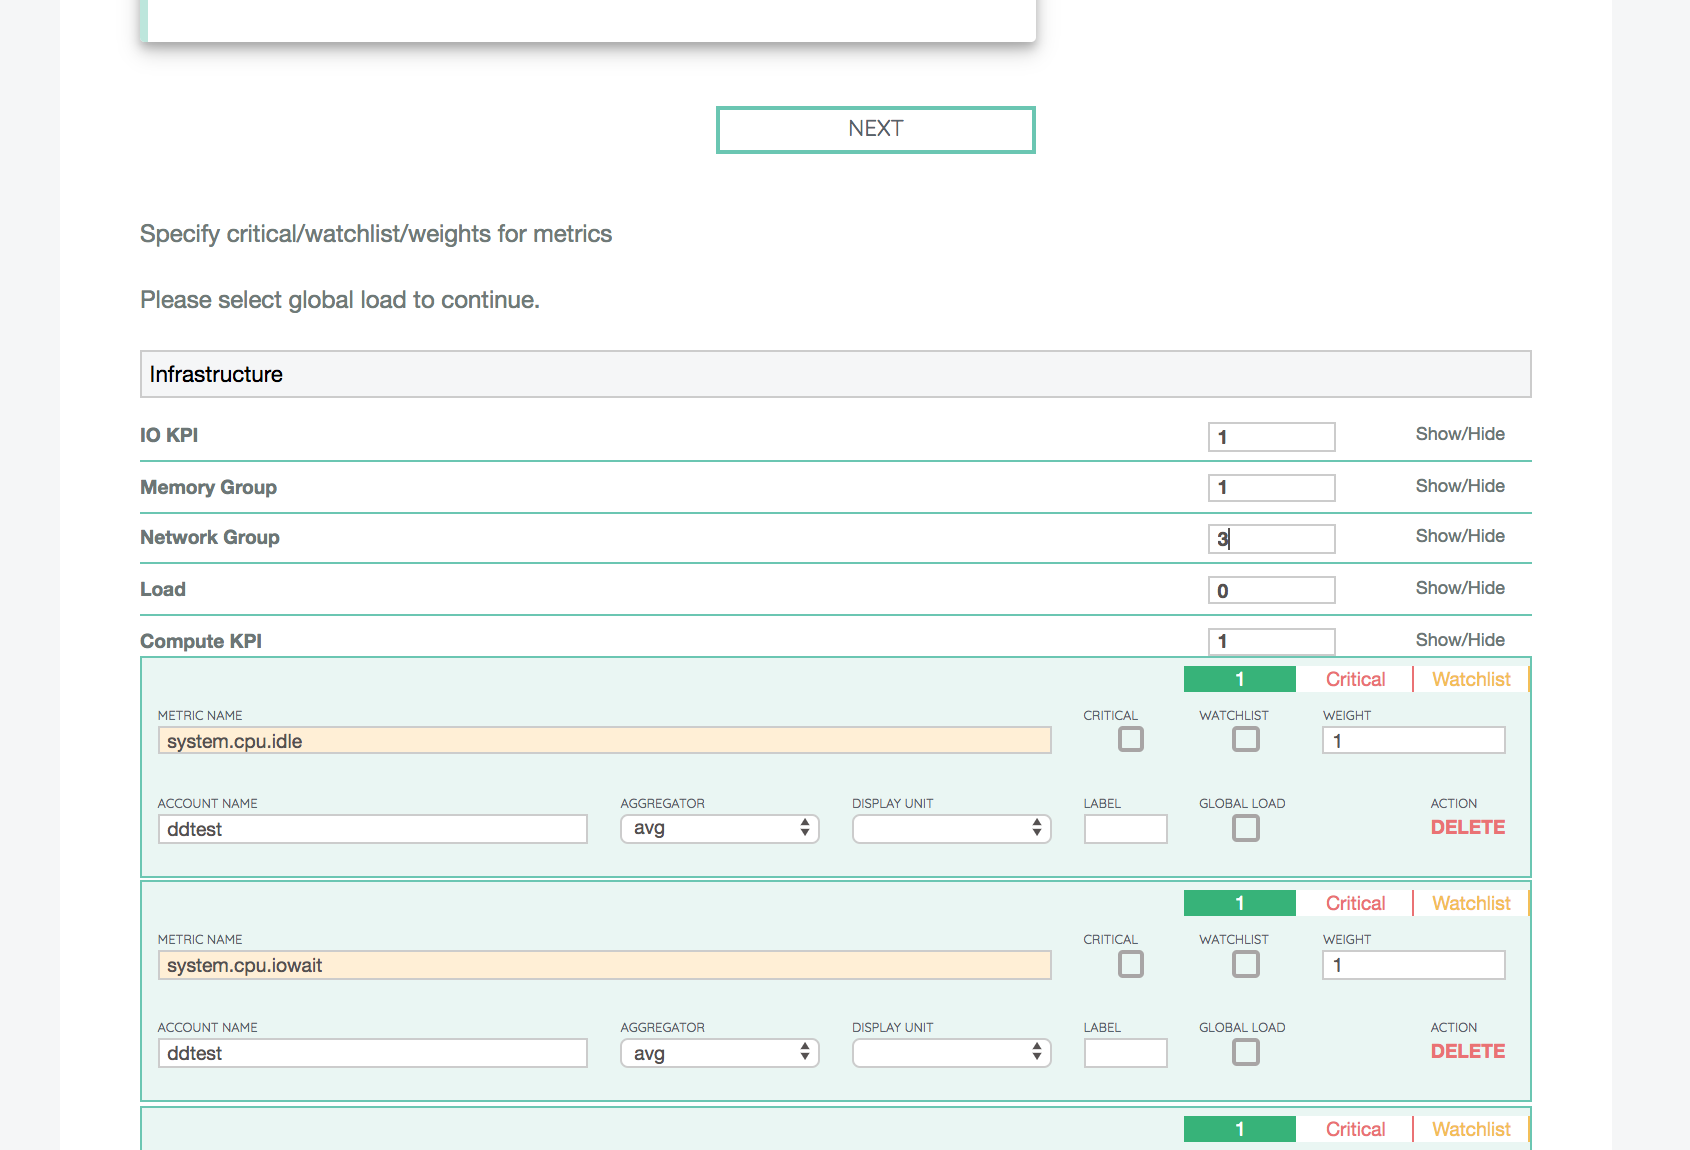 NEXT
Specify critical/watchlist/weights for metrics
Please select global load to continue.
Infrastructure
IO KPI 1 Show/Hide
Memory Group 1 Show/Hide
Network Group 3 Show/Hide
Load 0 Show/Hide
Compute KPI 1 Show/Hide
1 Critical Watchlist
METRIC NAME CRITICAL WATCHLIST WEIGHT
system.cpu.idle 1
ACCOUNT NAME AGGREGATOR DISPLAY UNIT LABEL GLOBAL LOAD ACTION
ddtest avg DELETE
1 Critical Watchlist
METRIC NAME CRITICAL WATCHLIST WEIGHT
system.cpu.iowait 1
ACCOUNT NAME AGGREGATOR DISPLAY UNIT LABEL GLOBAL LOAD ACTION
ddtest avg DELETE
1 Critical Watchlist